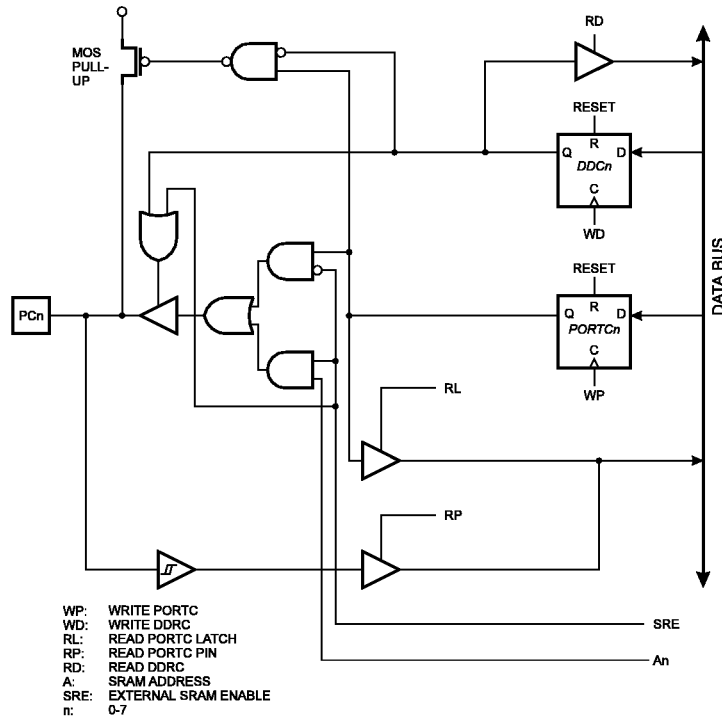 MOS
PULL-
UP
RD
RESET
R
Q
D
DDCn
C
WD
RESET
PCn
R
Q
D
PORTCn
C
WP
DATA BUS
RL
RP
SRE
An
WP: WRITE PORTC
WD: WRITE DDRC
RL: READ PORTC LATCH
RP: READ PORTC PIN
RD: READ DDRC
A: SRAM ADDRESS
SRE: EXTERNAL SRAM ENABLE
n: 0-7